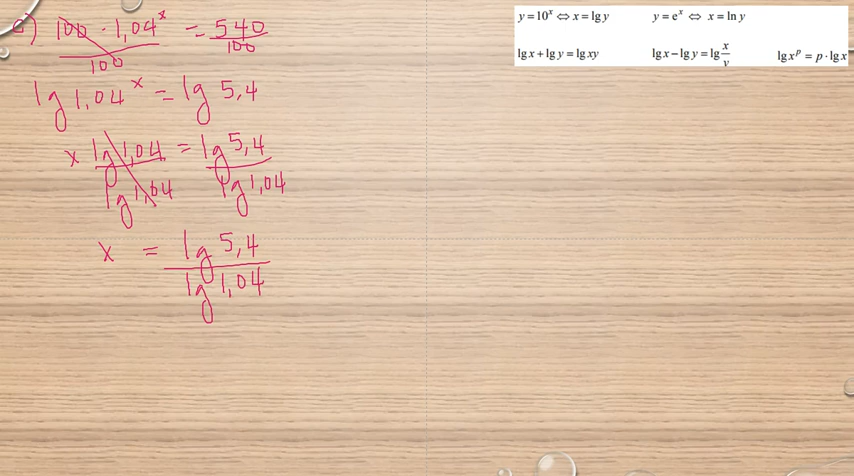 c) 100 · 1,04^x / 100 = 540 / 100
lg 1,04^x = lg 5,4
x lg 1,04 / lg 1,04 = lg 5,4 / lg 1,04
x = lg 5,4 / lg 1,04
y = 10^x ⇔ x = lg y    y = e^x ⇔ x = ln y
lg x + lg y = lg xy    lg x − lg y = lg x/y    lg x^p = p · lg x